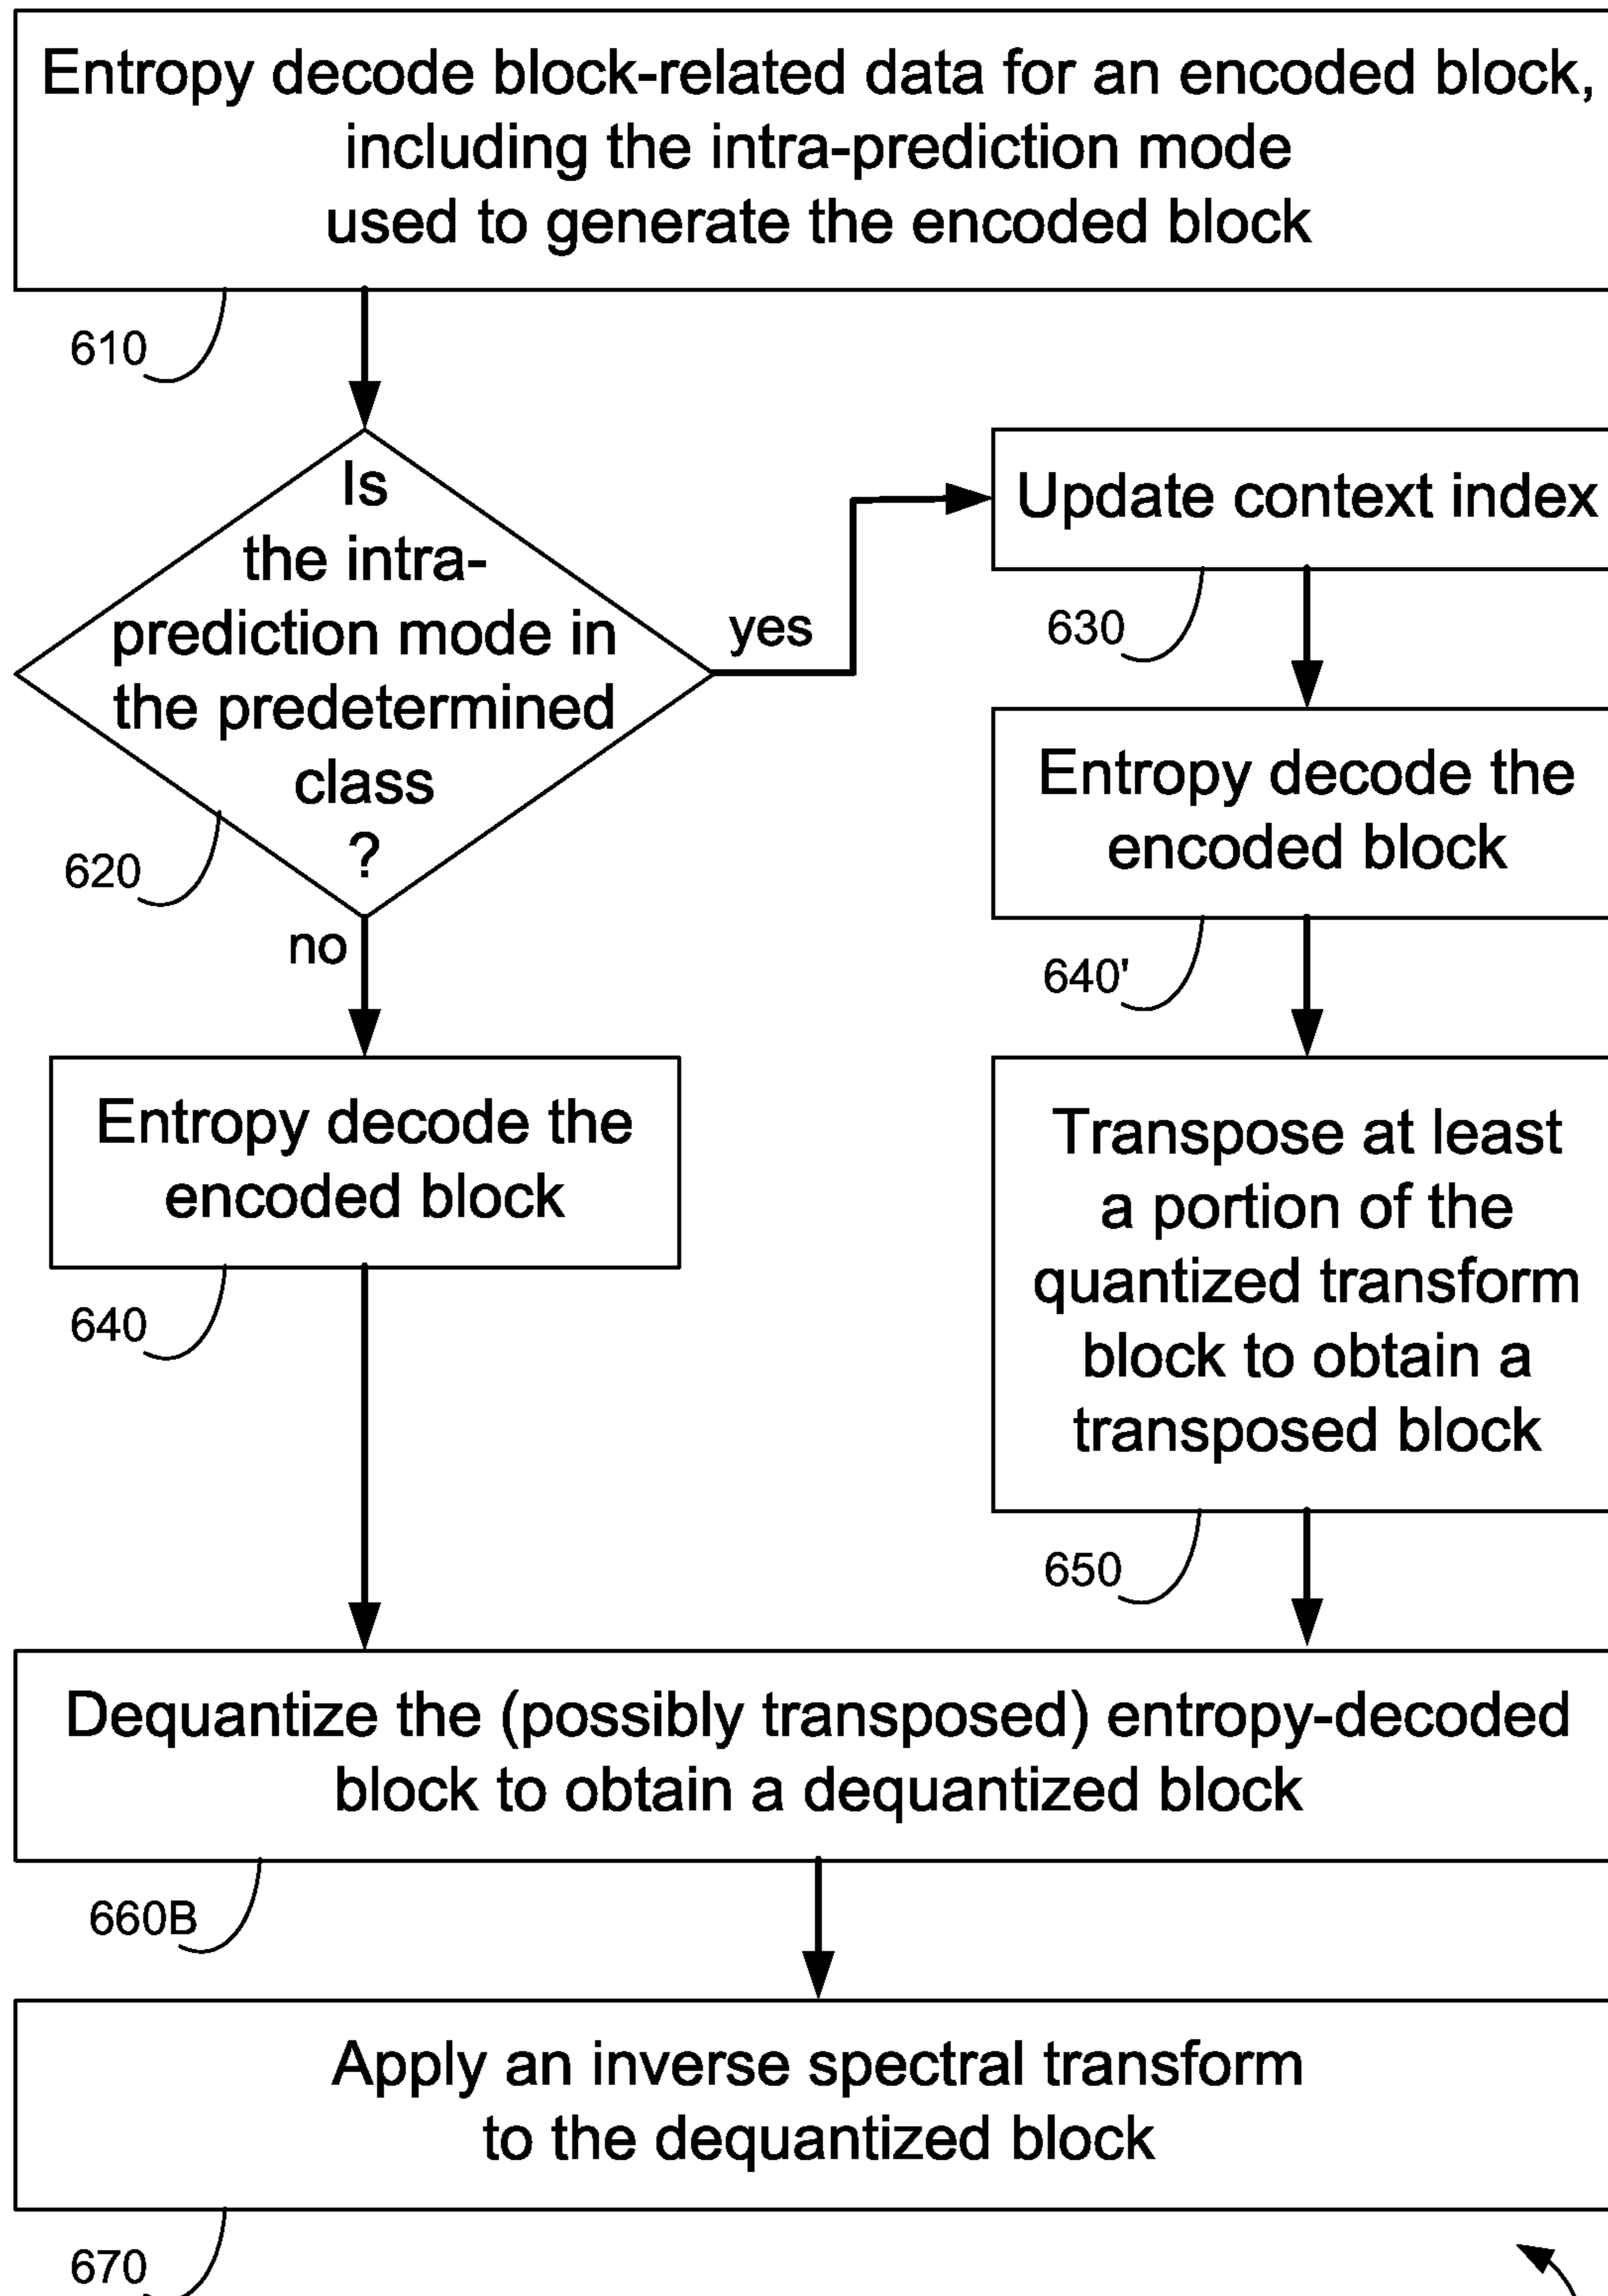 Entropy decode block-related data for an encoded block,
including the intra-prediction mode
used to generate the encoded block
610
Is
the intra-
prediction mode in
the predetermined
class
?
620
yes
no
Update context index
630
Entropy decode the
encoded block
640'
Entropy decode the
encoded block
640
Transpose at least
a portion of the
quantized transform
block to obtain a
transposed block
650
Dequantize the (possibly transposed) entropy-decoded
block to obtain a dequantized block
660B
Apply an inverse spectral transform
to the dequantized block
670